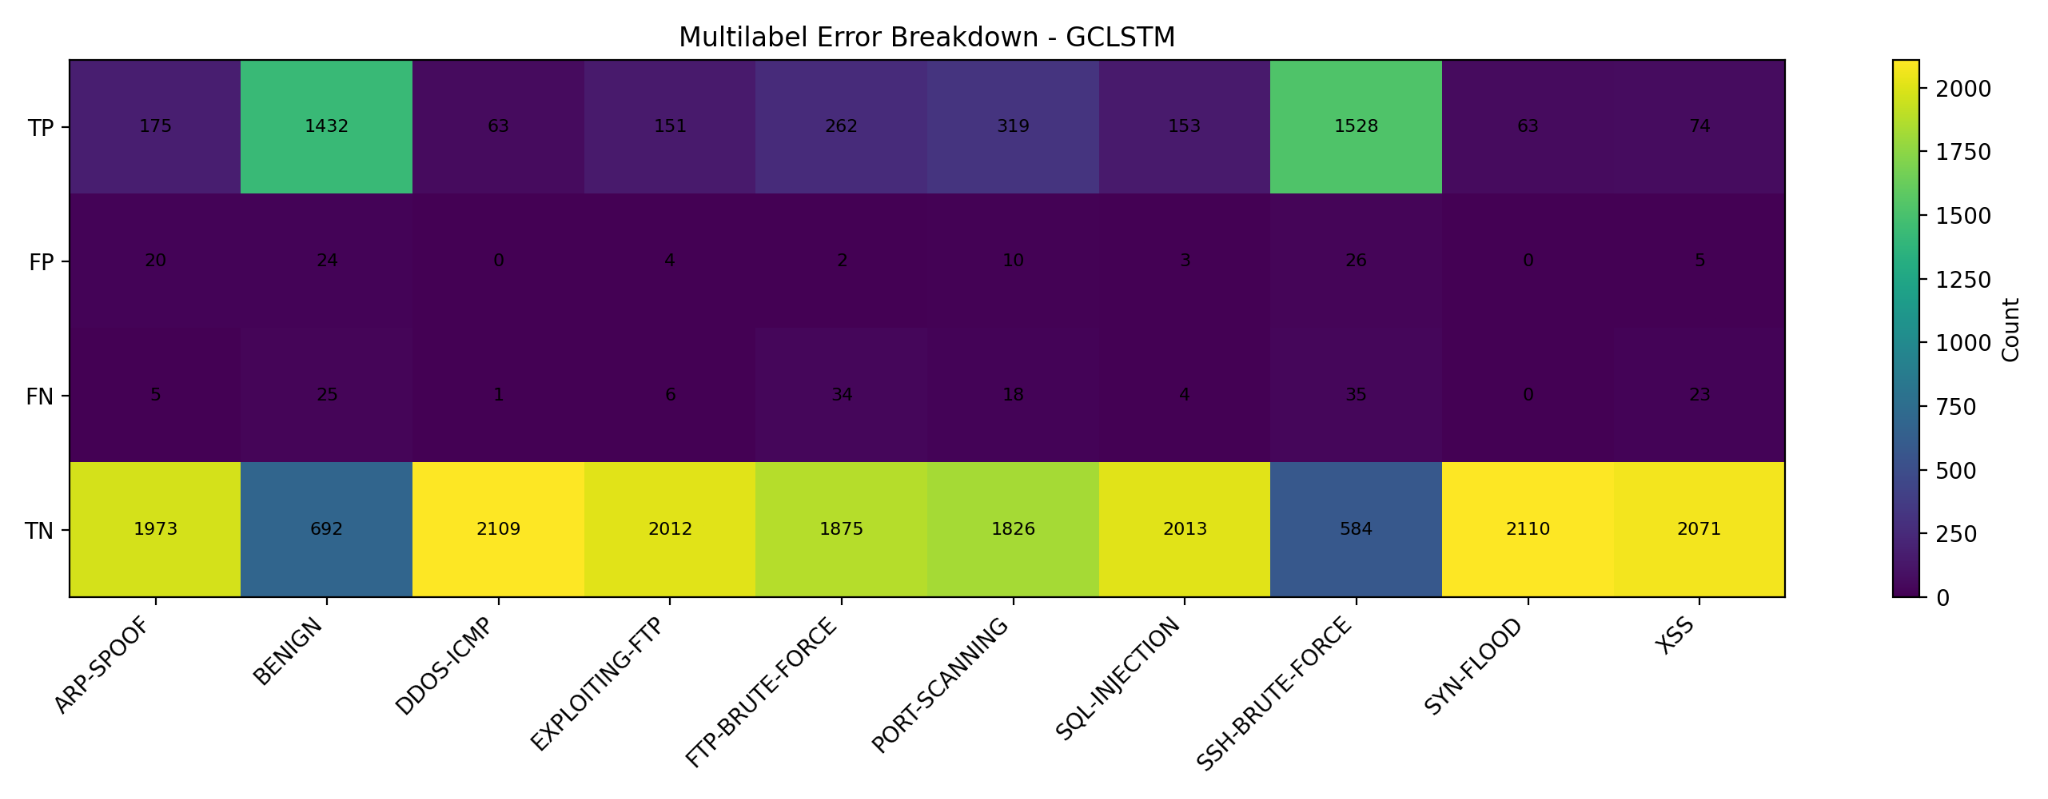 Multilabel Error Breakdown - GCLSTM
TP 175 1432 63 151 262 319 153 1528 63 74
FP 20 24 0 4 2 10 3 26 0 5
FN 5 25 1 6 34 18 4 35 0 23
TN 1973 692 2109 2012 1875 1826 2013 584 2110 2071
ARP-SPOOF
BENIGN
DDOS-ICMP
EXPLOITING-FTP
FTP-BRUTE-FORCE
PORT-SCANNING
SQL-INJECTION
SSH-BRUTE-FORCE
SYN-FLOOD
XSS
2000
1750
1500
1250
1000
750
500
250
0
Count